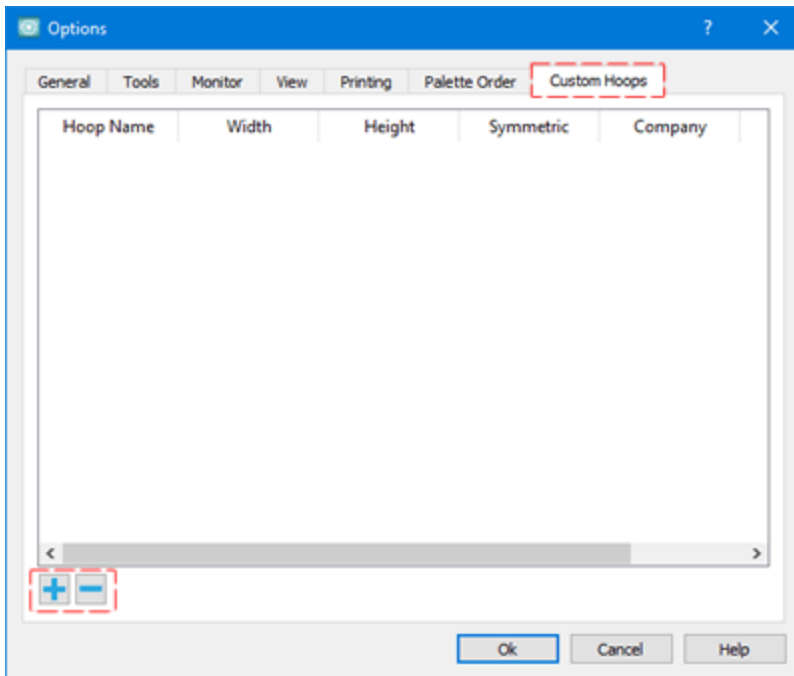 Options
General Tools Monitor View Printing Palette Order Custom Hoops
Hoop Name Width Height Symmetric Company
Ok Cancel Help